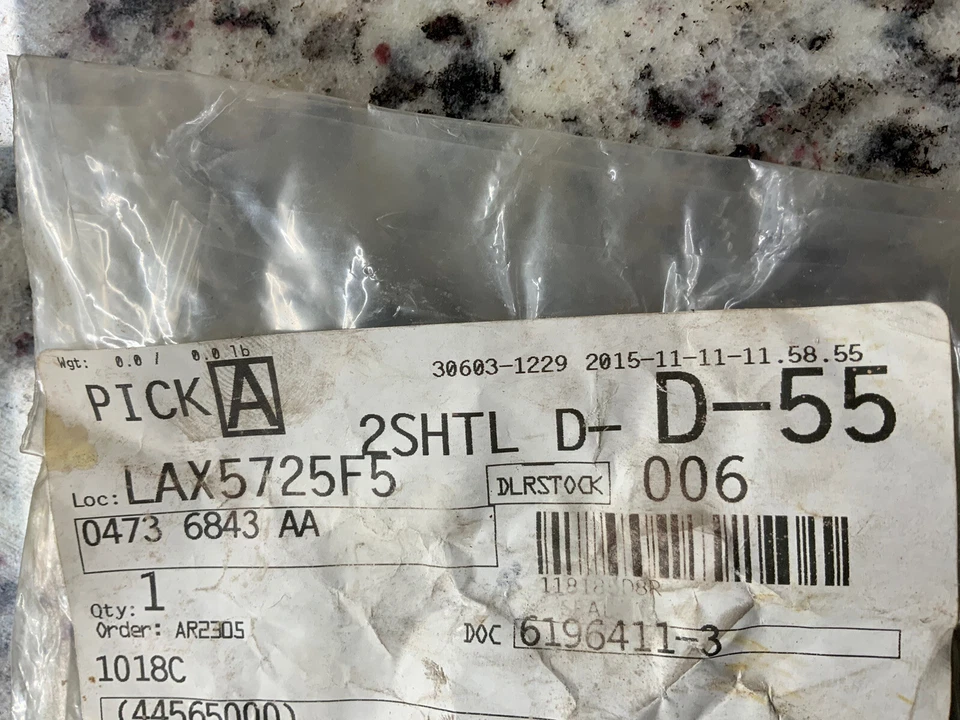 Wgt: 0.0 / 0.0 lb
30603-1229 2015-11-11-11.58.55
PICK A
2SHTL D- D-55
Loc: LAX5725F5
DLRSTOCK 006
0473 6843 AA
Qty: 1
Order: AR2305
DOC 6196411-3
1018C
(44565000)